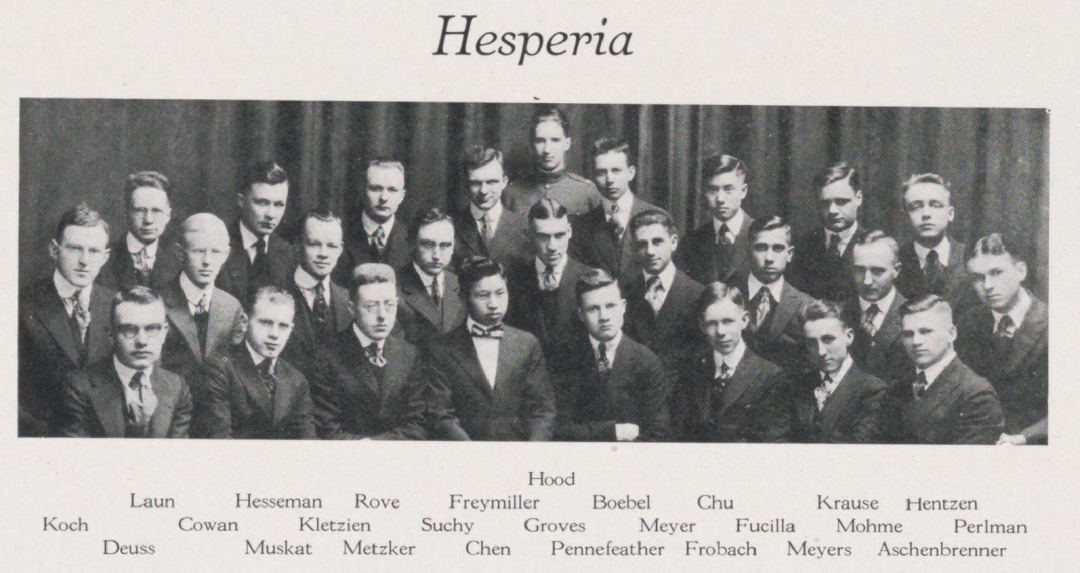 Hesperia
Hood
Laun Hesseman Rove Freymiller Boebel Chu Krause Hentzen
Koch Cowan Kletzien Suchy Groves Meyer Fucilla Mohme Perlman
Deuss Muskat Metzker Chen Pennefeather Frobach Meyers Aschenbrenner